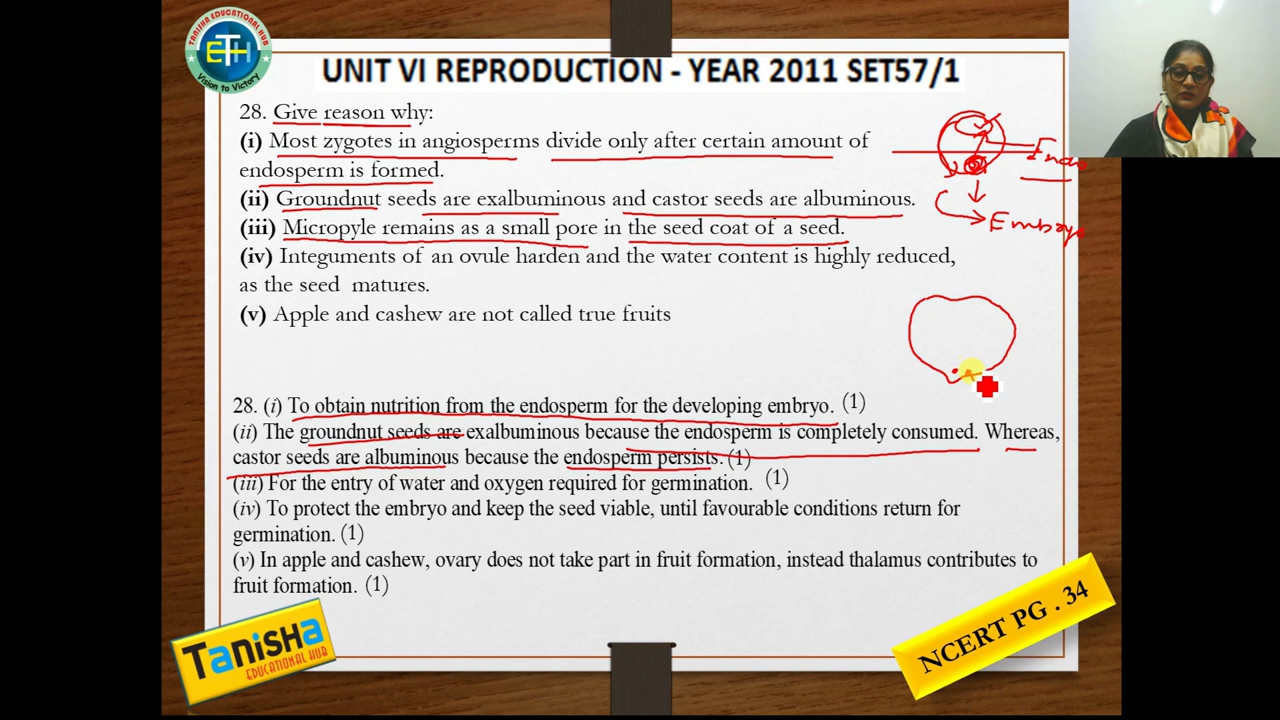 TANISHA EDUCATIONAL HUB
ETH
Vision to Victory
UNIT VI REPRODUCTION - YEAR 2011 SET57/1
28. Give reason why:
(i) Most zygotes in angiosperms divide only after certain amount of
endosperm is formed.
(ii) Groundnut seeds are exalbuminous and castor seeds are albuminous.
(iii) Micropyle remains as a small pore in the seed coat of a seed.
(iv) Integuments of an ovule harden and the water content is highly reduced,
as the seed matures.
(v) Apple and cashew are not called true fruits
Embryo
28. (i) To obtain nutrition from the endosperm for the developing embryo. (1)
(ii) The groundnut seeds are exalbuminous because the endosperm is completely consumed. Whereas,
castor seeds are albuminous because the endosperm persists. (1)
(iii) For the entry of water and oxygen required for germination. (1)
(iv) To protect the embryo and keep the seed viable, until favourable conditions return for
germination. (1)
(v) In apple and cashew, ovary does not take part in fruit formation, instead thalamus contributes to
fruit formation. (1)
TaNiSHa
EDUCATIONAL HUB
NCERT PG . 34